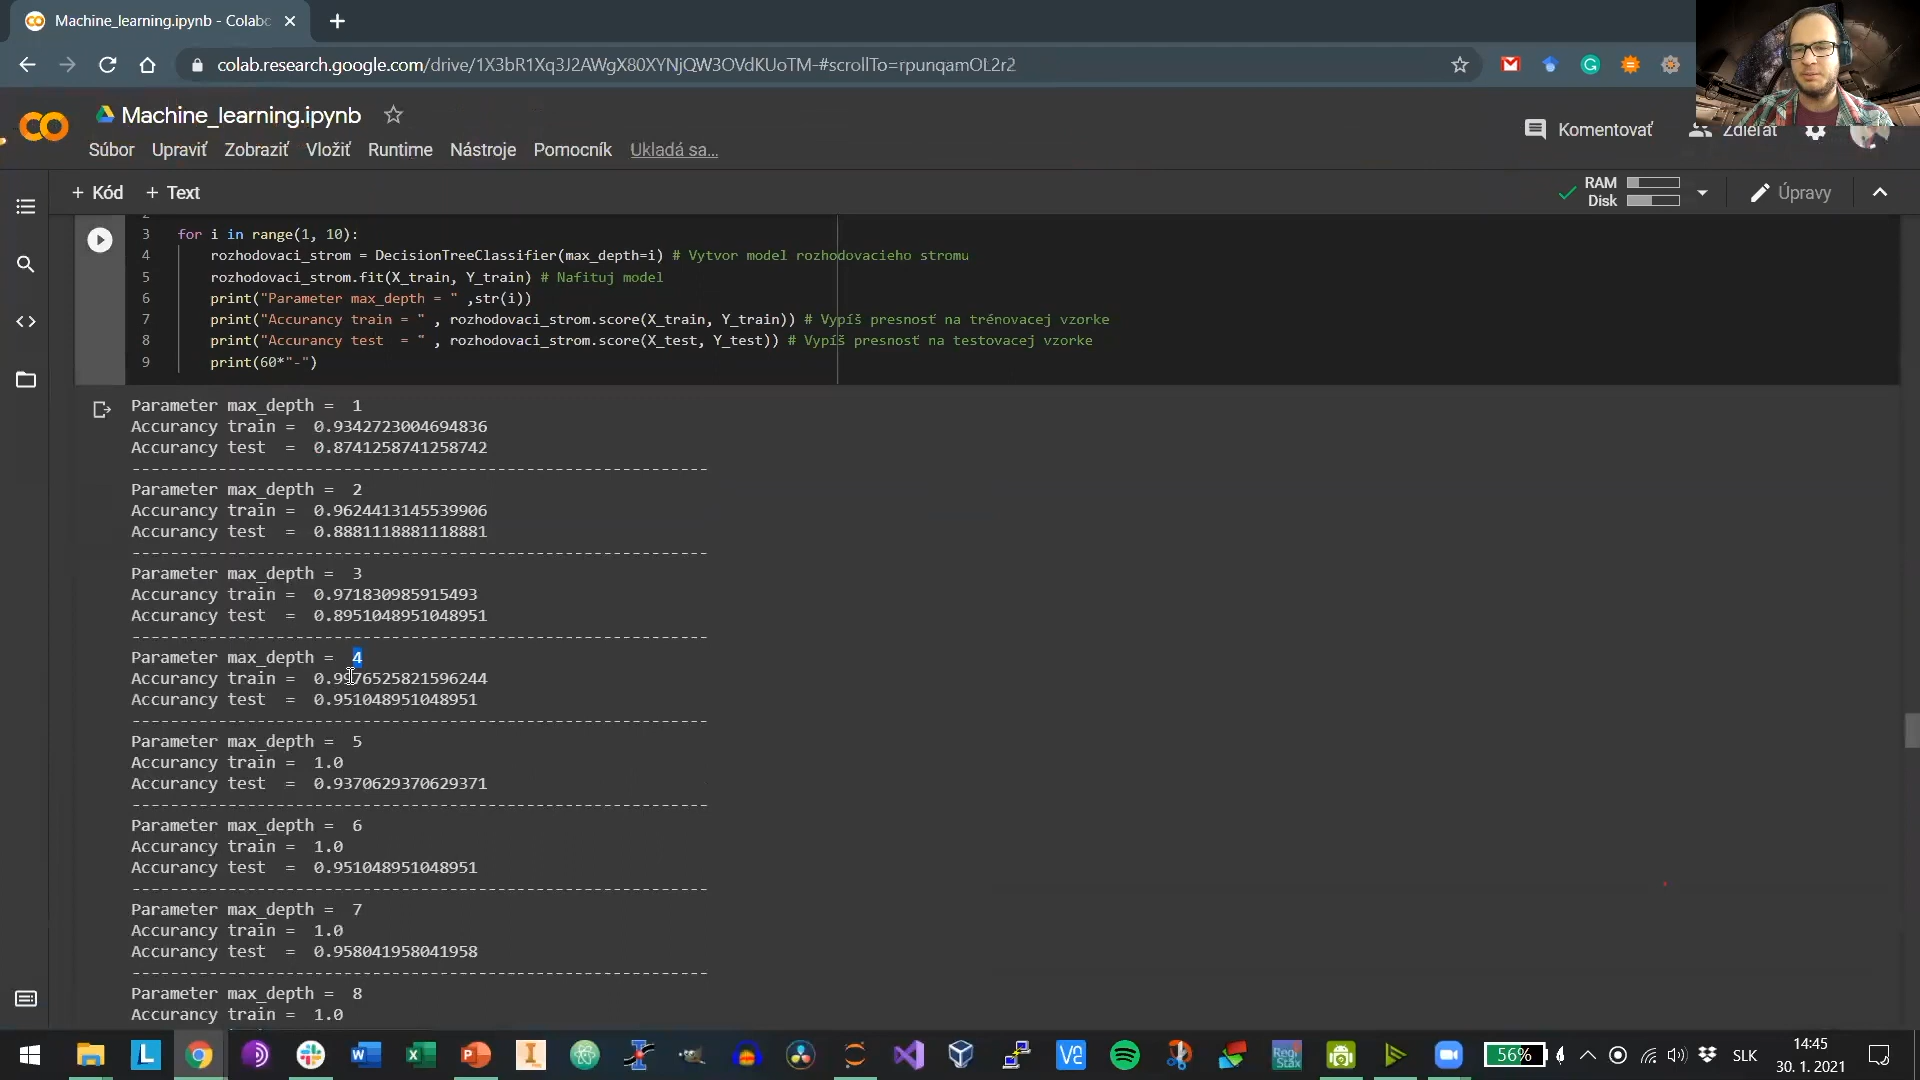 Machine_learning.ipynb - Colab
colab.research.google.com/drive/1X3bR1Xq3J2AWgX80XYNjQW3OVdKUoTM-#scrollTo=rpunqamOL2r2
Machine_learning.ipynb
Komentovať
Zdieľať
Súbor Upraviť Zobraziť Vložiť Runtime Nástroje Pomocník Ukladá sa...
+ Kód + Text
RAM
Disk
Úpravy
2
3 for i in range(1, 10):
4 rozhodovaci_strom = DecisionTreeClassifier(max_depth=i) # Vytvor model rozhodovacieho stromu
5 rozhodovaci_strom.fit(X_train, Y_train) # Nafituj model
6 print("Parameter max_depth = " ,str(i))
7 print("Accurancy train = " , rozhodovaci_strom.score(X_train, Y_train)) # Vypíš presnosť na trénovacej vzorke
8 print("Accurancy test  = " , rozhodovaci_strom.score(X_test, Y_test)) # Vypíš presnosť na testovacej vzorke
9 print(60*"-")
Parameter max_depth =  1
Accurancy train =  0.9342723004694836
Accurancy test  =  0.8741258741258742
------------------------------------------------------------
Parameter max_depth =  2
Accurancy train =  0.9624413145539906
Accurancy test  =  0.8881118881118881
------------------------------------------------------------
Parameter max_depth =  3
Accurancy train =  0.971830985915493
Accurancy test  =  0.8951048951048951
------------------------------------------------------------
Parameter max_depth =  4
Accurancy train =  0.9976525821596244
Accurancy test  =  0.951048951048951
------------------------------------------------------------
Parameter max_depth =  5
Accurancy train =  1.0
Accurancy test  =  0.9370629370629371
------------------------------------------------------------
Parameter max_depth =  6
Accurancy train =  1.0
Accurancy test  =  0.951048951048951
------------------------------------------------------------
Parameter max_depth =  7
Accurancy train =  1.0
Accurancy test  =  0.958041958041958
------------------------------------------------------------
Parameter max_depth =  8
Accurancy train =  1.0
56%
SLK
14:45
30. 1. 2021